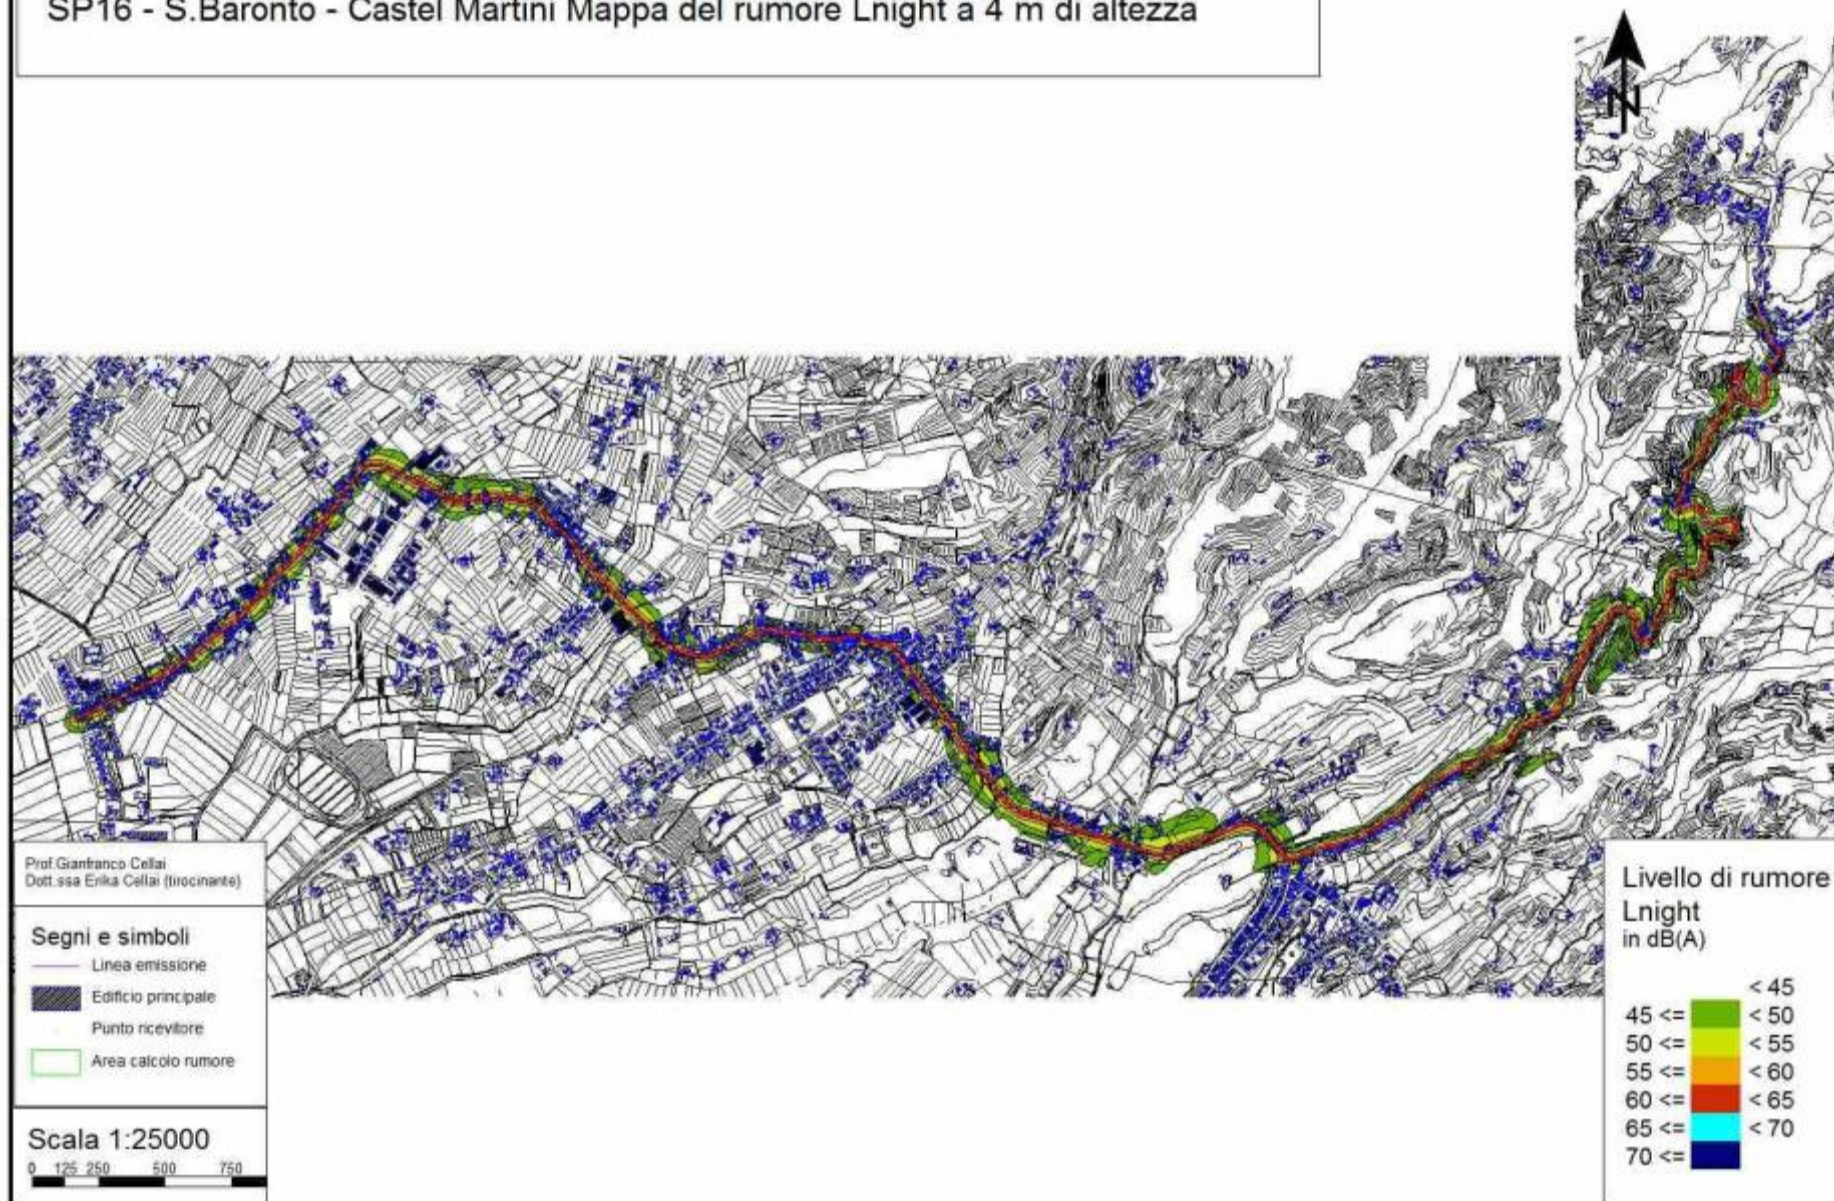 SP16 - S.Baronto - Castel Martini Mappa del rumore Lnight a 4 m di altezza
N
Prof.Gianfranco Cellai
Dott.ssa Erika Cellai (tirocinante)
Segni e simboli
Linea emissione
Edificio principale
Punto ricevitore
Area calcolo rumore
Scala 1:25000
0 125 250 500 750
Livello di rumore
Lnight
in dB(A)
< 45
45 <= < 50
50 <= < 55
55 <= < 60
60 <= < 65
65 <= < 70
70 <=